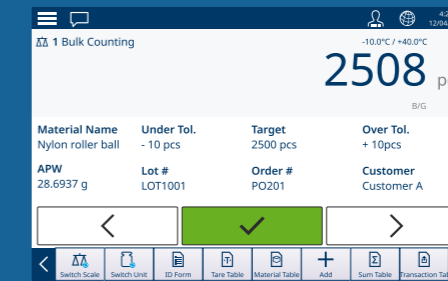 1 Bulk Counting
-10.0°C / +40.0°C
2508
B/G
Material Name Under Tol. Target Over Tol.
Nylon roller ball - 10 pcs 2500 pcs + 10pcs
APW Lot # Order # Customer
28.6937 g LOT1001 PO201 Customer A
Switch Scale Switch Unit ID Form Tare Table Material Table Add Sum Table Transaction Tab